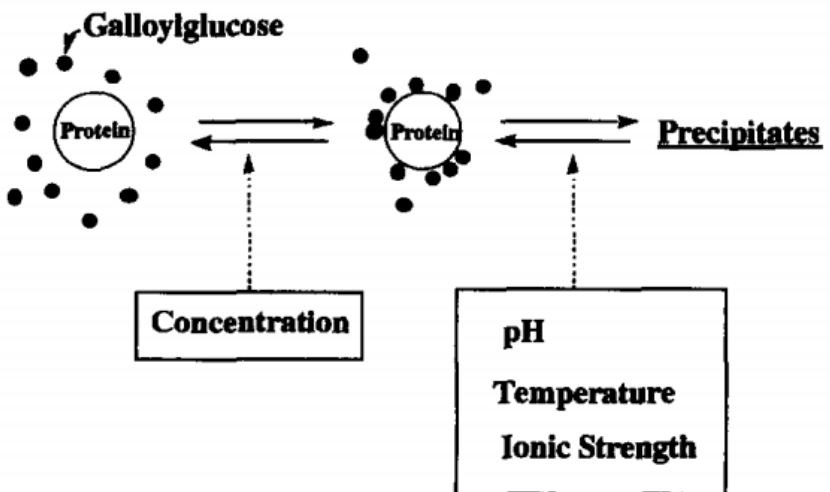 Galloylglucose
Protein
Protein
Precipitates
Concentration
pH
Temperature
Ionic Strength